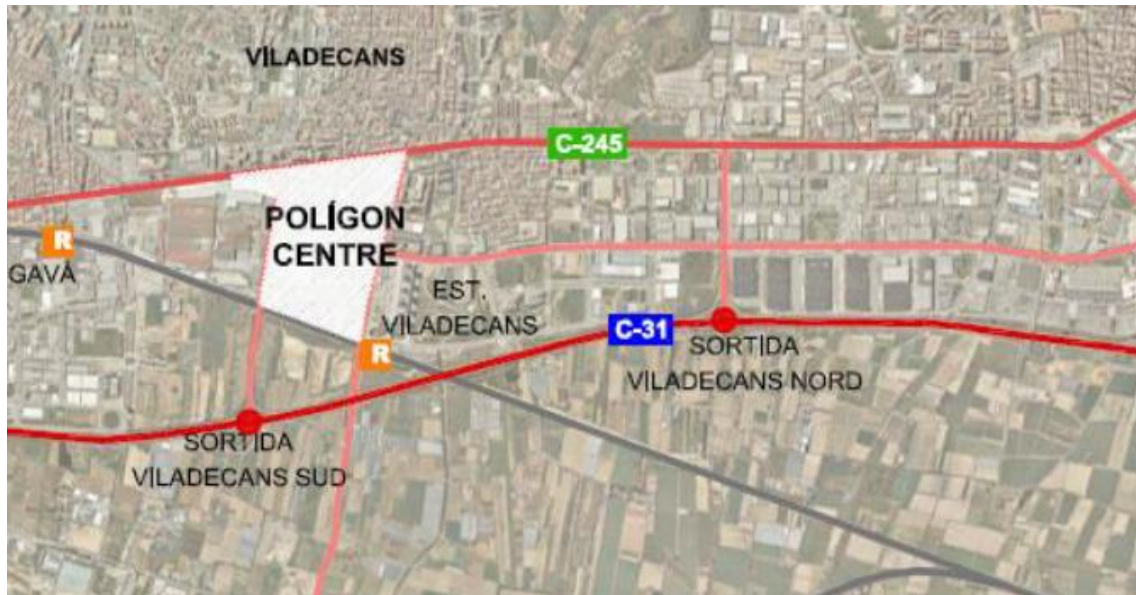 VILADECANS
C-245
POLÍGON
CENTRE
R
GAVÀ
EST.
VILADECANS
R
C-31
SORTIDA
VILADECANS NORD
SORTIDA
VILADECANS SUD